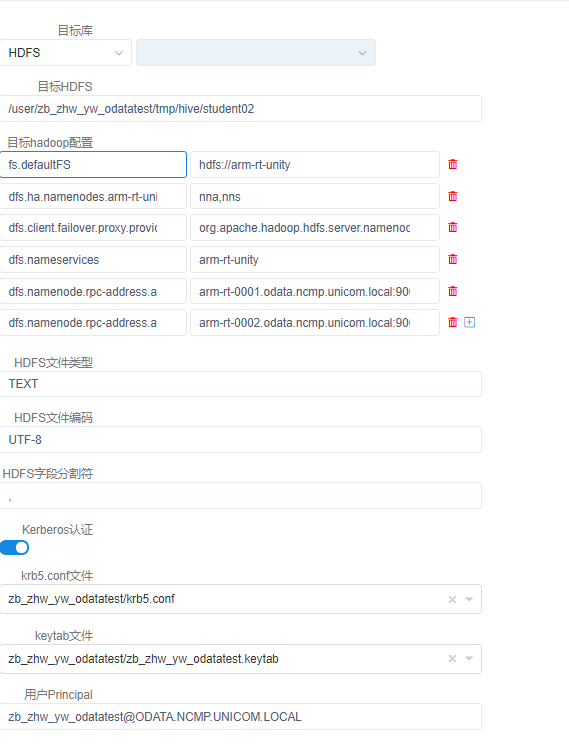 目标库
HDFS
目标HDFS
/user/zb_zhw_yw_odatatest/tmp/hive/student02
目标hadoop配置
fs.defaultFS hdfs://arm-rt-unity
dfs.ha.namenodes.arm-rt-uni nna,nns
dfs.client.failover.proxy.provic org.apache.hadoop.hdfs.server.namenoc
dfs.nameservices arm-rt-unity
dfs.namenode.rpc-address.a arm-rt-0001.odata.ncmp.unicom.local:90
dfs.namenode.rpc-address.a arm-rt-0002.odata.ncmp.unicom.local:90
HDFS文件类型
TEXT
HDFS文件编码
UTF-8
HDFS字段分割符
,
Kerberos认证
krb5.conf文件
zb_zhw_yw_odatatest/krb5.conf
keytab文件
zb_zhw_yw_odatatest/zb_zhw_yw_odatatest.keytab
用户Principal
zb_zhw_yw_odatatest@ODATA.NCMP.UNICOM.LOCAL